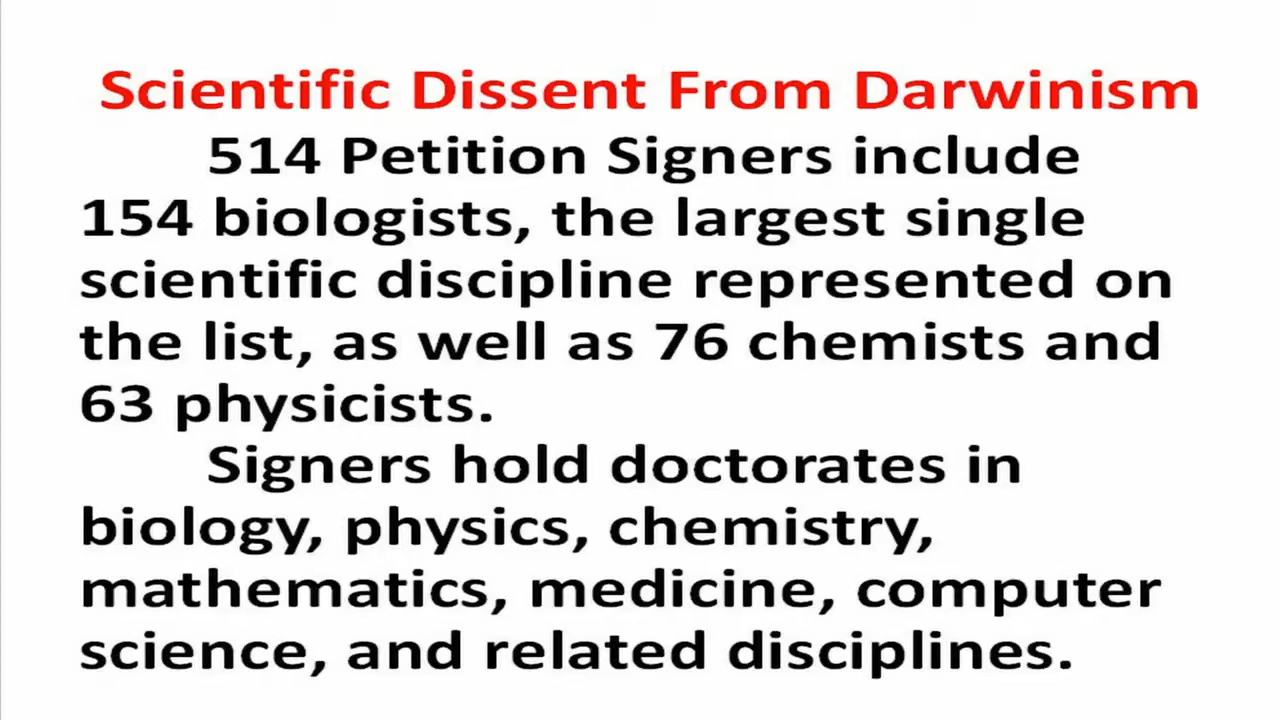 Scientific Dissent From Darwinism
514 Petition Signers include
154 biologists, the largest single
scientific discipline represented on
the list, as well as 76 chemists and
63 physicists.
Signers hold doctorates in
biology, physics, chemistry,
mathematics, medicine, computer
science, and related disciplines.